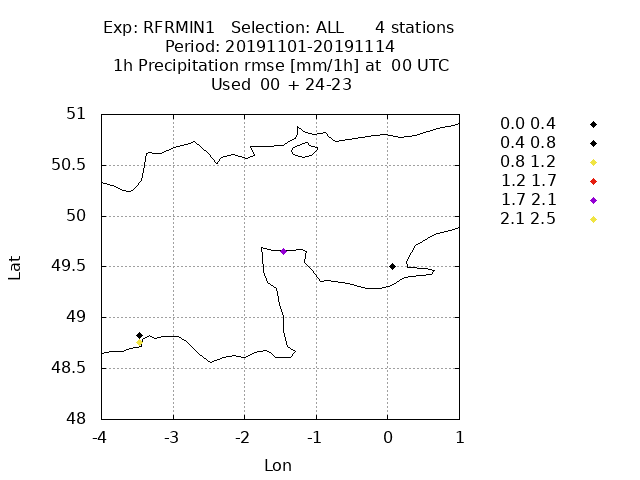 Exp: RFRMIN1 Selection: ALL 4 stations
Period: 20191101-20191114
1h Precipitation rmse [mm/1h] at 00 UTC
Used 00 + 24-23
51
50.5
50
49.5
49
48.5
48
Lat
-4 -3 -2 -1 0 1
Lon
0.0 0.4
0.4 0.8
0.8 1.2
1.2 1.7
1.7 2.1
2.1 2.5